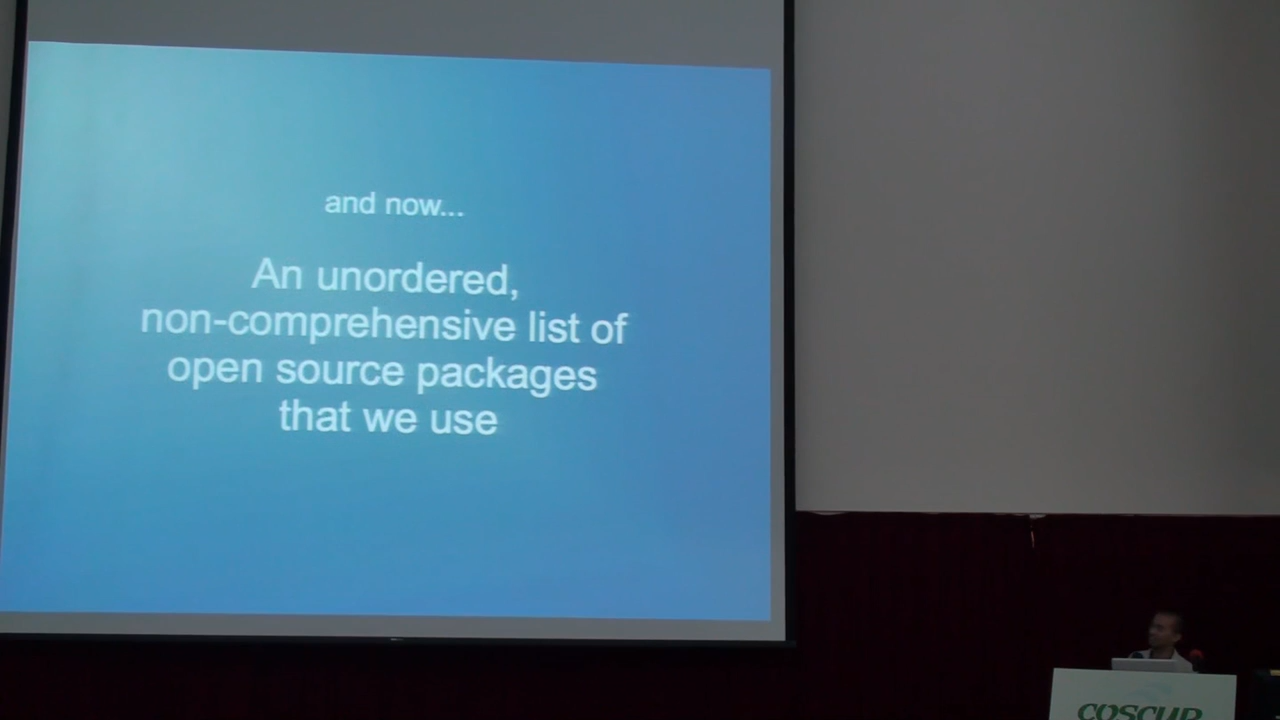 and now...
An unordered,
non-comprehensive list of
open source packages
that we use
COSCUP